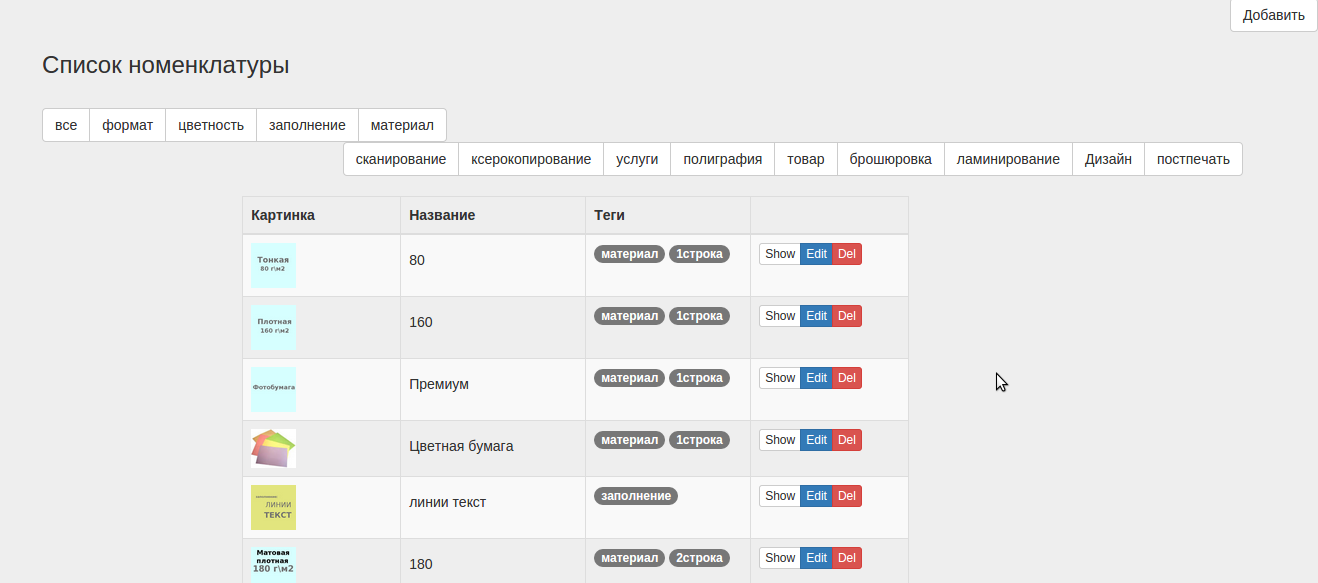 Добавить
Список номенклатуры
все формат цветность заполнение материал
сканирование ксерокопирование услуги полиграфия товар брошюровка ламинирование Дизайн постпечать
Картинка Название Теги
Тонкая
80 г\м2
80 материал 1строка Show Edit Del
Плотная
160 г\м2
160 материал 1строка Show Edit Del
Фотобумага
Премиум материал 1строка Show Edit Del
Цветная бумага материал 1строка Show Edit Del
ЛИНИИ
ТЕКСТ
линии текст заполнение Show Edit Del
Матовая
плотная
180 г\м2
180 материал 2строка Show Edit Del